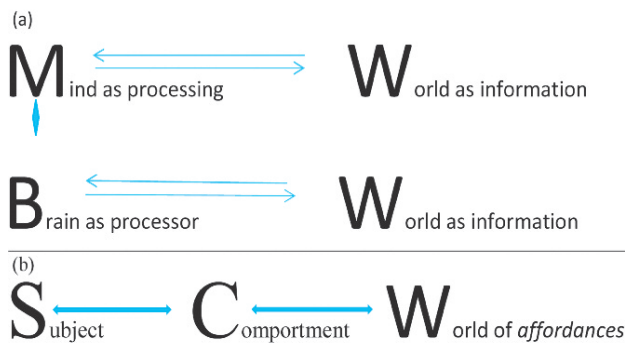 (a)
Mind as processing World as information
Brain as processor World as information
(b)
Subject Comportment World of affordances